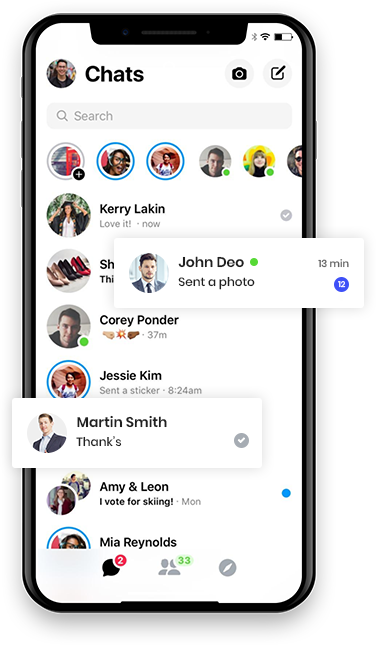 Chats
Search
Kerry Lakin
Love it! · now
John Deo
13 min
Sent a photo
12
Sh
Thi
Corey Ponder
· 37m
Jessie Kim
Sent a sticker · 8:24am
Martin Smith
Thank's
Amy & Leon
I vote for skiing! · Mon
Mia Reynolds
2
33